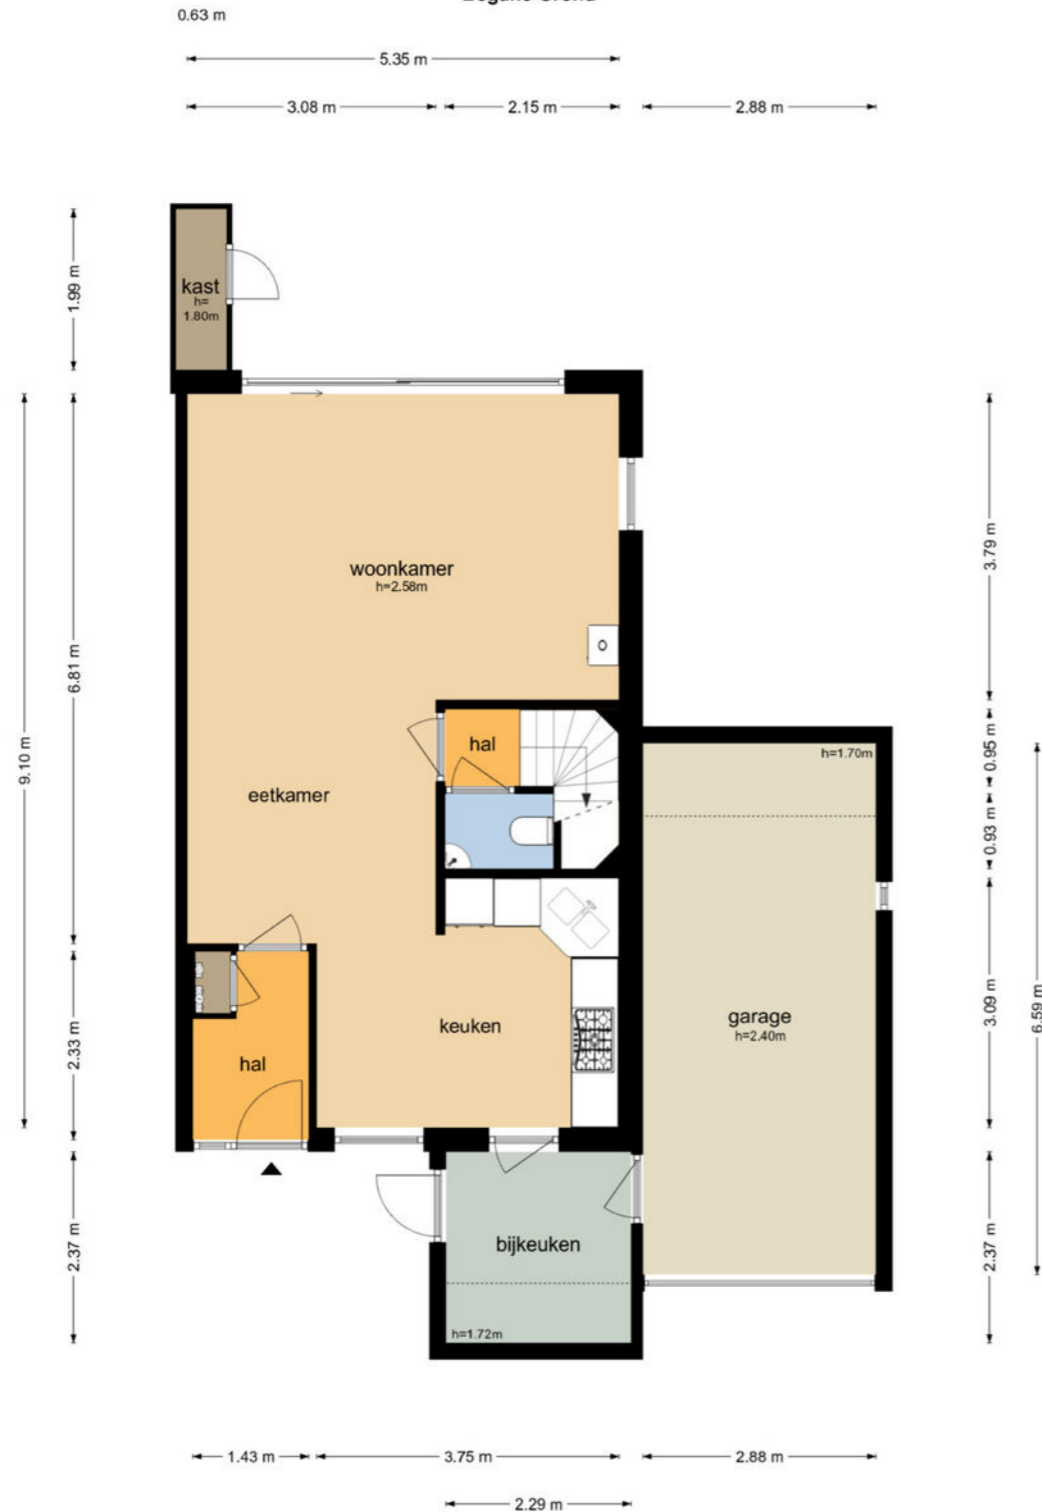 0.63 m
5.35 m
3.08 m
2.15 m
2.88 m
1.99 m
kast
h=
1.80m
9.10 m
6.81 m
woonkamer
h=2.58m
3.79 m
hal
h=1.70m
0.95 m
eetkamer
0.93 m
2.33 m
keuken
garage
h=2.40m
3.09 m
6.59 m
hal
2.37 m
bijkeuken
h=1.72m
2.37 m
1.43 m
3.75 m
2.88 m
2.29 m